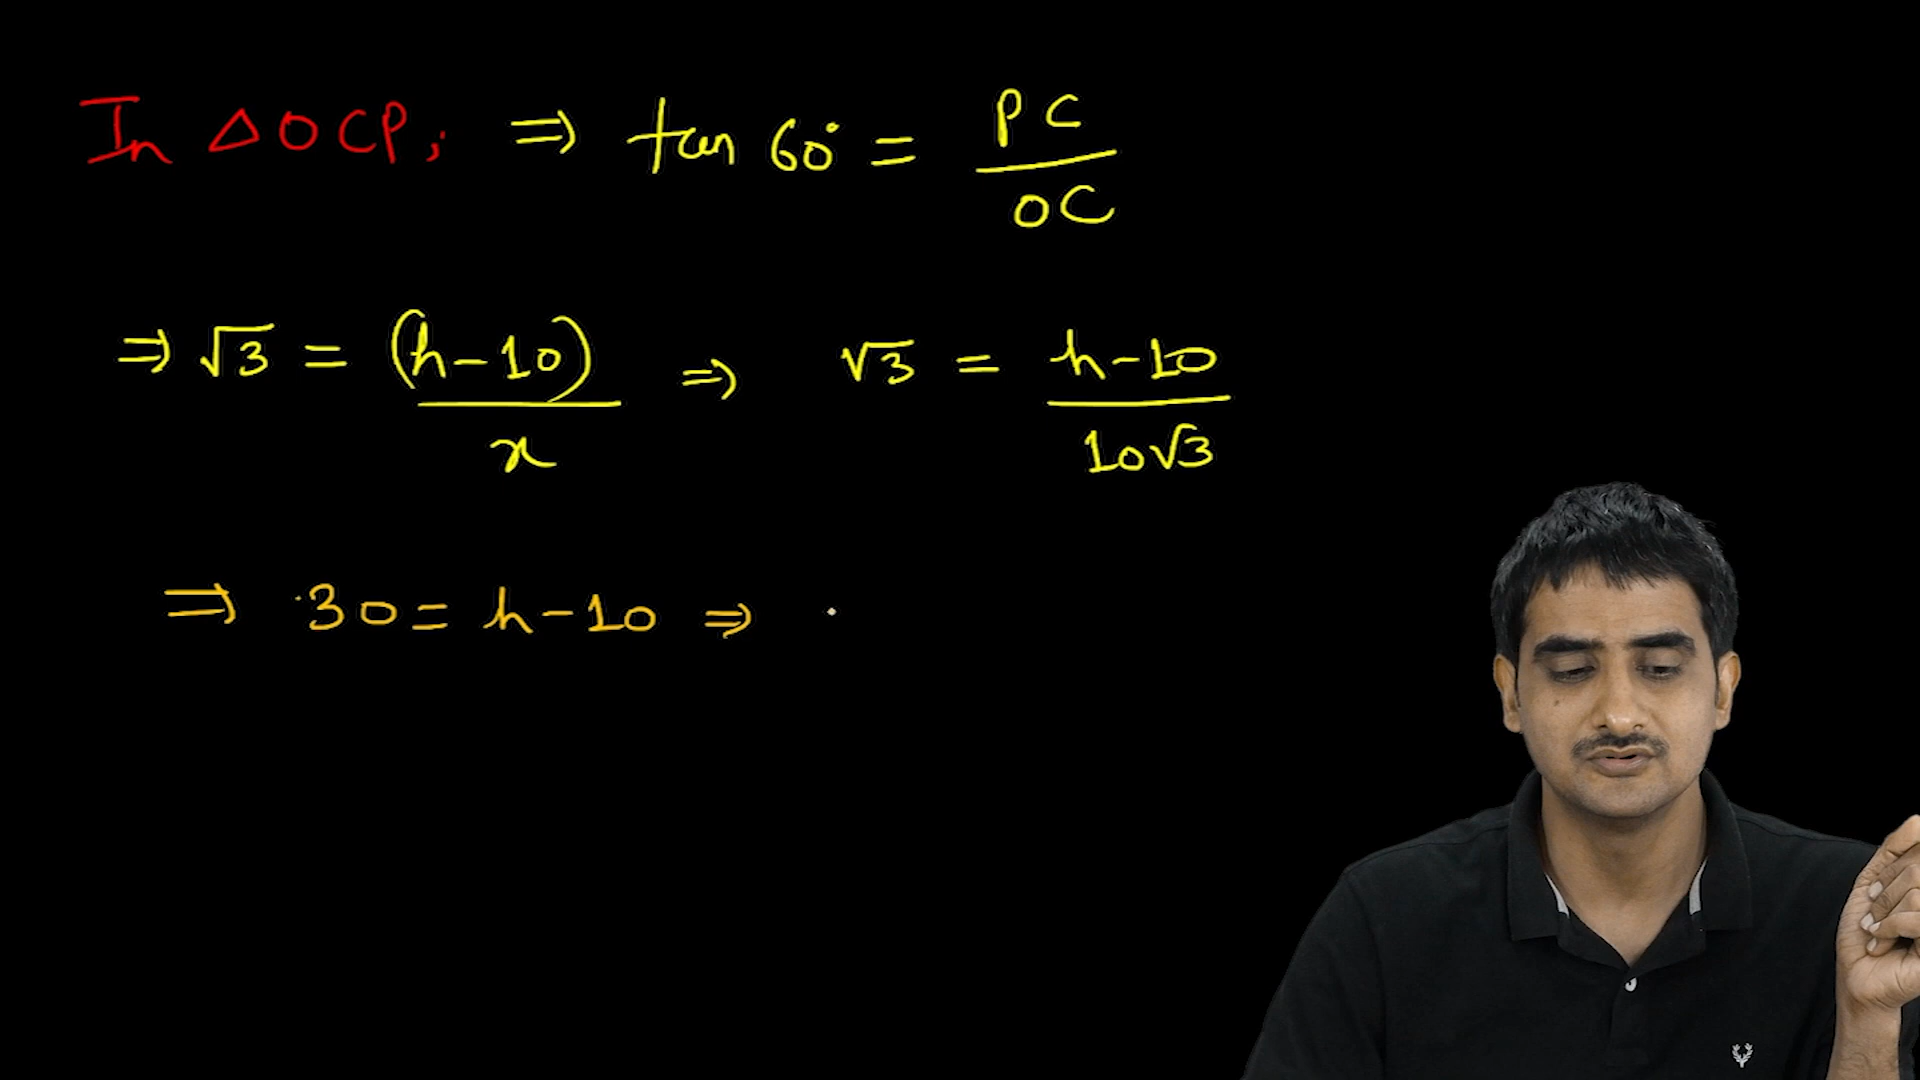 In △OCP, ⇒ tan 60° = PC/OC
⇒ √3 = (h-10)/x ⇒ √3 = h-10/10√3
⇒ 30 = h-10 ⇒